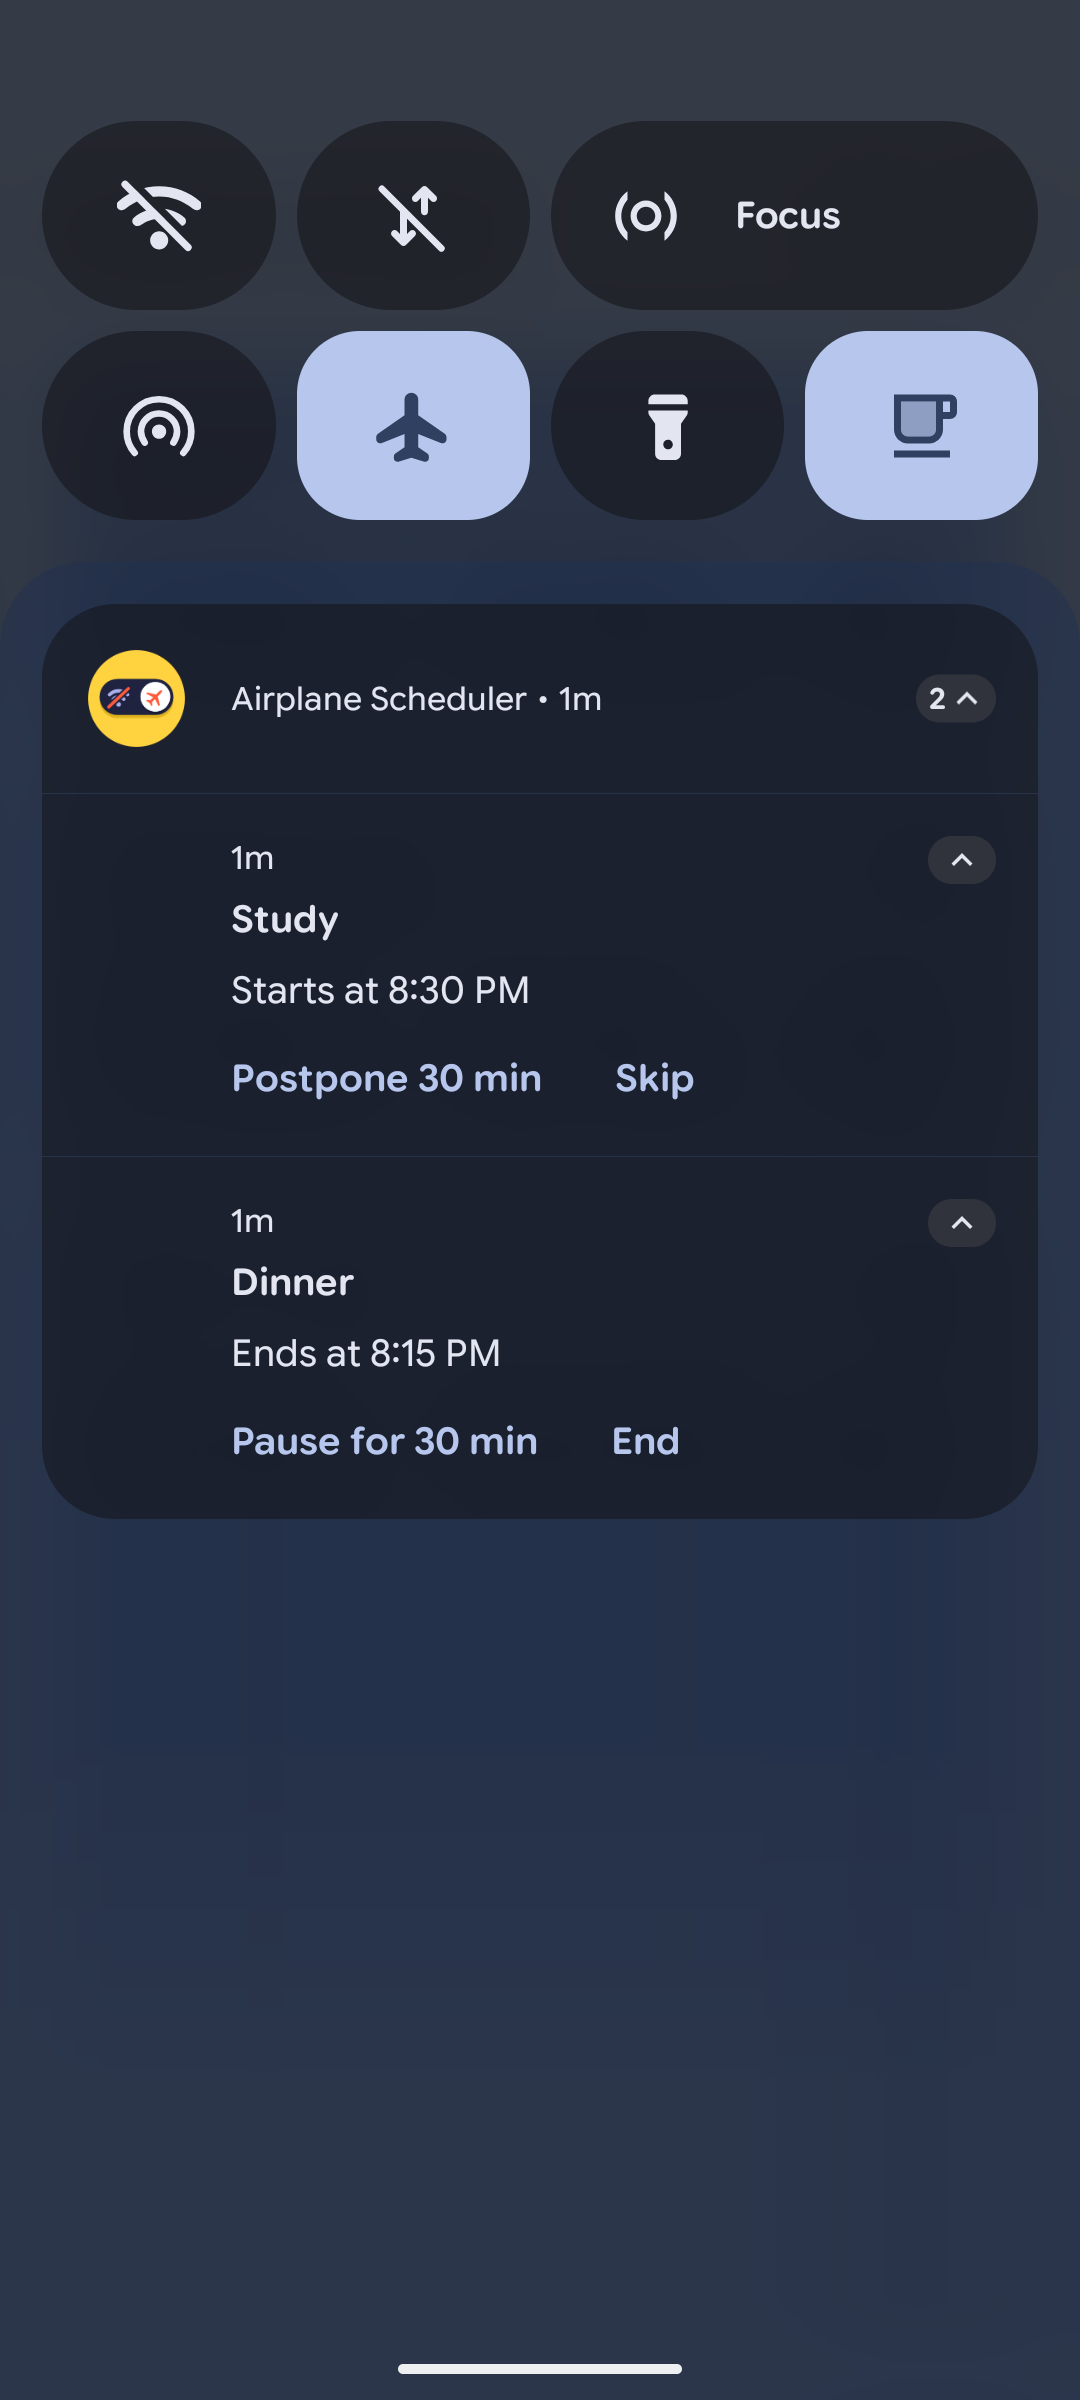 Focus
Airplane Scheduler • 1m
2
1m
Study
Starts at 8:30 PM
Postpone 30 min Skip
1m
Dinner
Ends at 8:15 PM
Pause for 30 min End